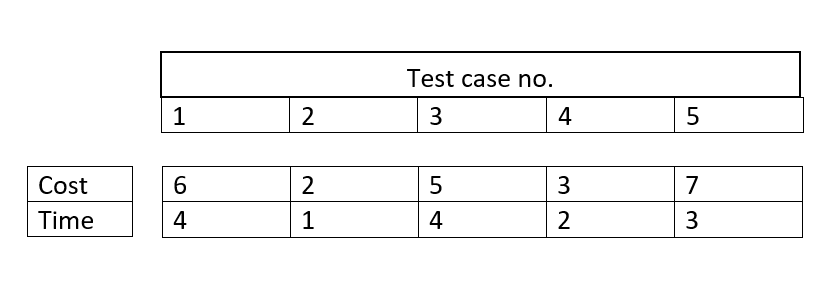 Test case no.
1 2 3 4 5
Cost 6 2 5 3 7
Time 4 1 4 2 3